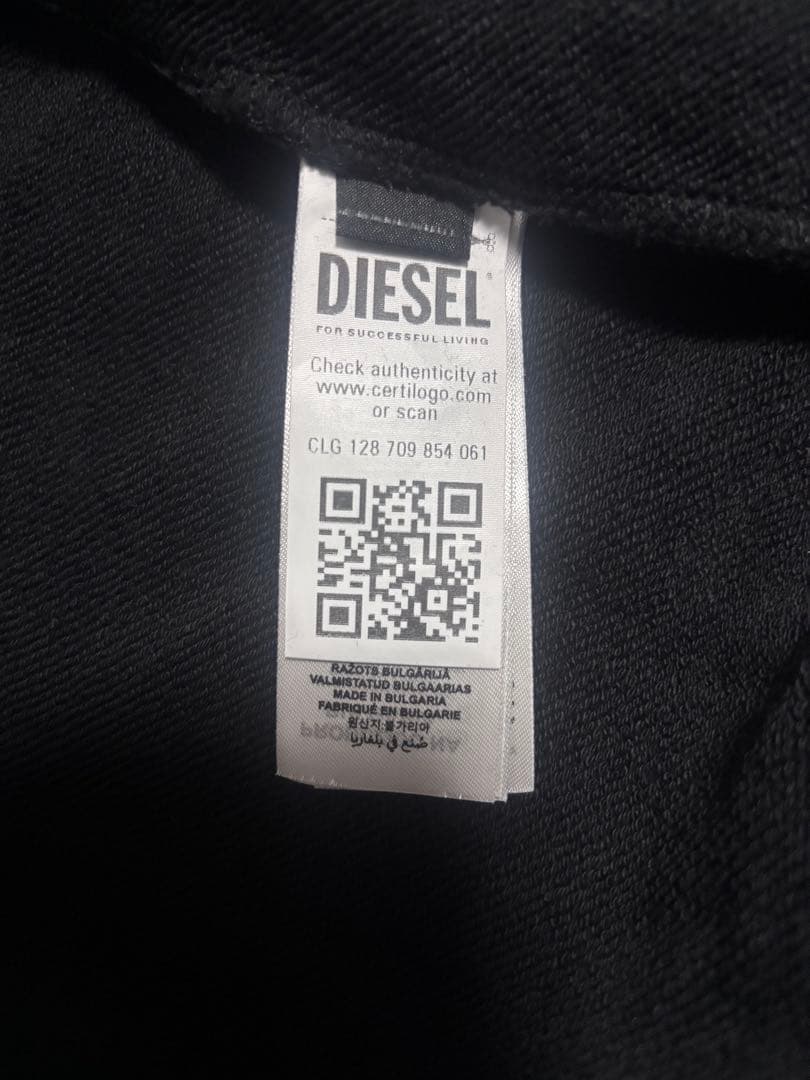 DIESEL
FOR SUCCESSFUL LIVING
Check authenticity at
www.certilogo.com
or scan
CLG 128 709 854 061
RAŽOTS BULGĀRIJĀ
VALMISTATUD BULGAARIAS
MADE IN BULGARIA
FABRIQUÉ EN BULGARIE
원산지:불가리아
صُنع في بلغاريا